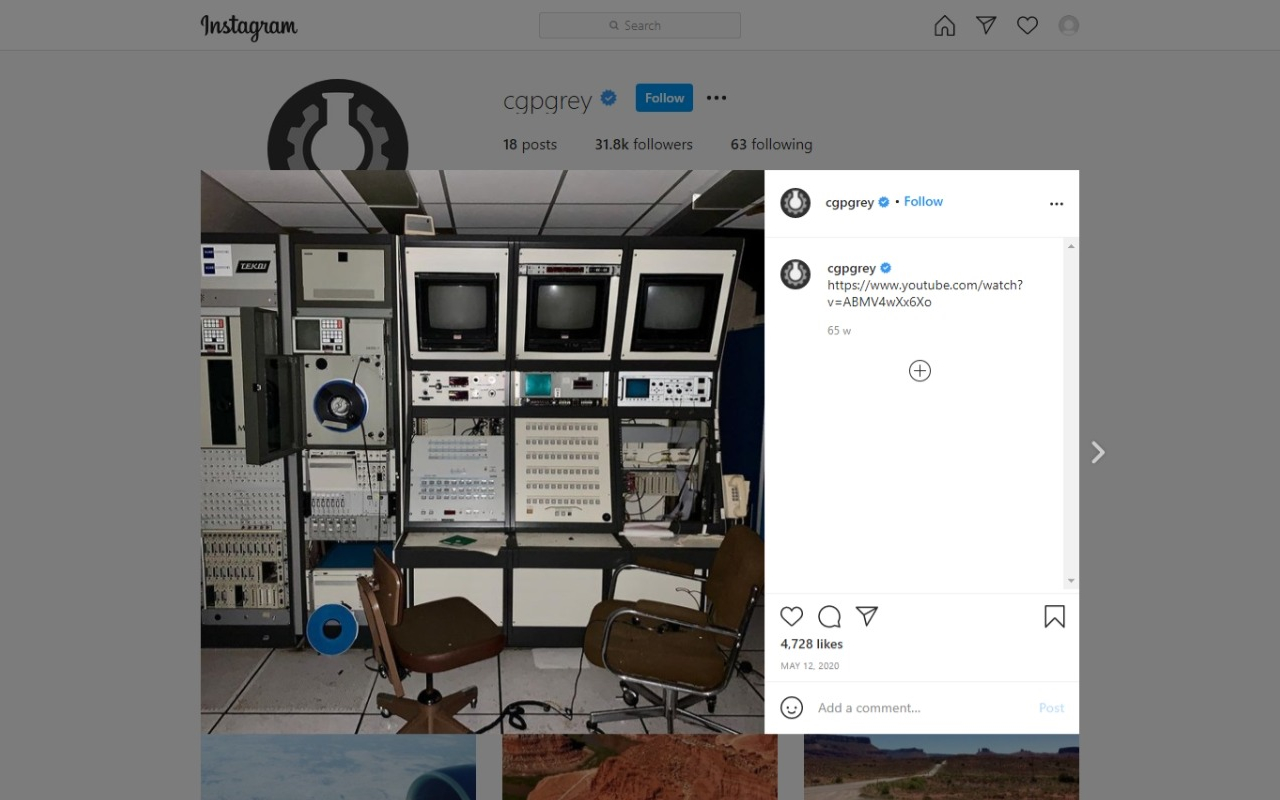 Instagram
Search
cgpgrey
Follow
18 posts
31.8k followers
63 following
cgpgrey • Follow
cgpgrey
https://www.youtube.com/watch?
v=ABMV4wXx6Xo
65 w
4,728 likes
MAY 12, 2020
Add a comment...
Post